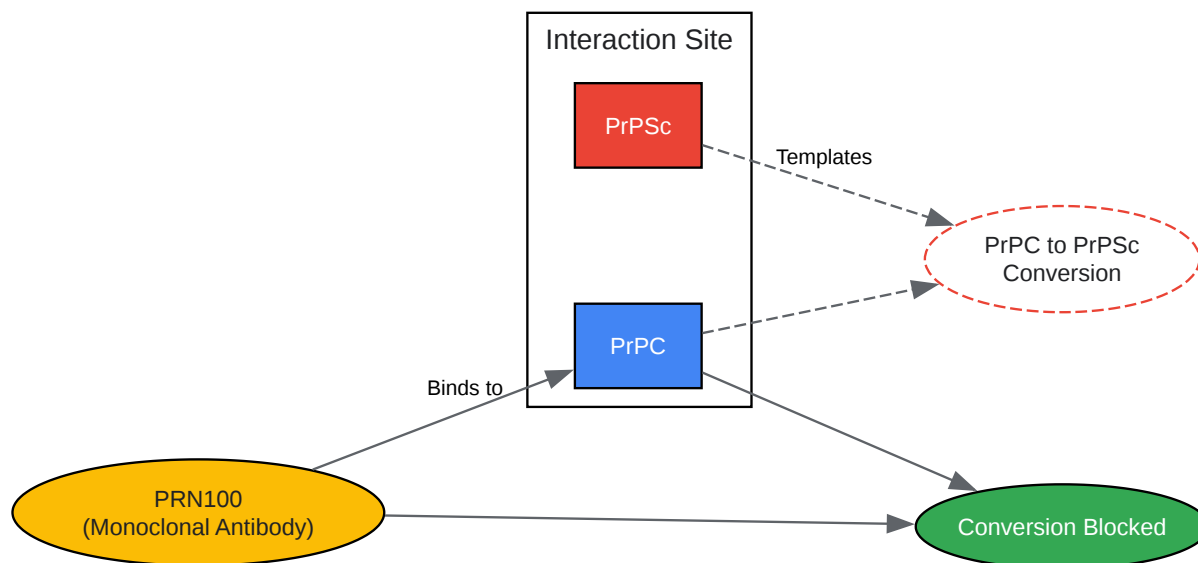 Interaction Site
PrPSc
Templates
PrPC to PrPSc
Conversion
PrPC
Binds to
PRN100
(Monoclonal Antibody)
Conversion Blocked